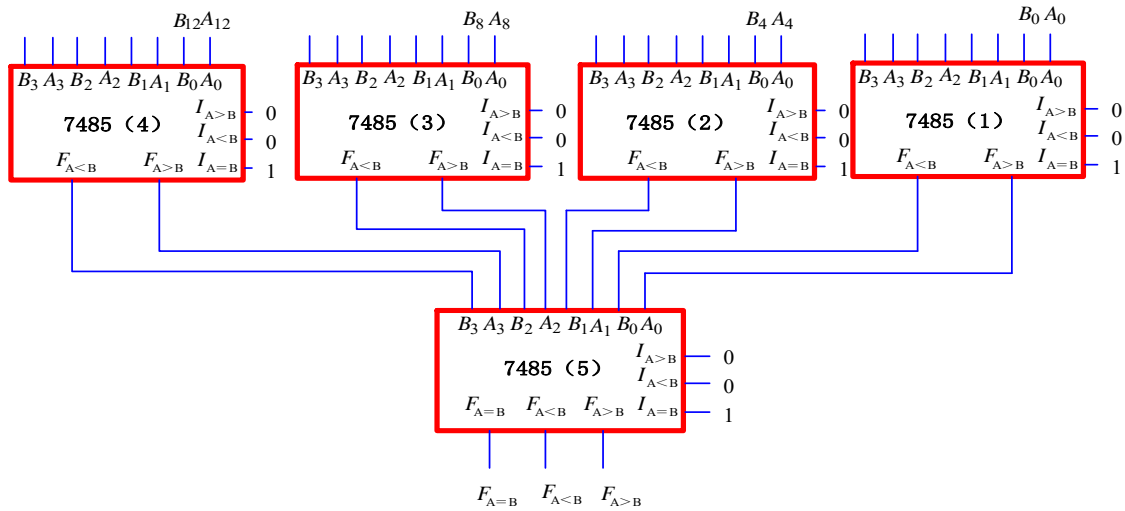 B12A12 B8 A8 B4 A4 B0 A0
B3 A3 B2 A2 B1A1 B0A0 B3 A3 B2 A2 B1A1 B0A0 B3 A3 B2 A2 B1A1 B0A0 B3 A3 B2 A2 B1A1 B0A0
IA>B 0 IA>B 0 IA>B 0 IA>B 0
7485（4） 7485（3） 7485（2） 7485（1）
IA<B 0 IA<B 0 IA<B 0 IA<B 0
FA<B FA>B IA=B 1 FA<B FA>B IA=B 1 FA<B FA>B IA=B 1 FA<B FA>B IA=B 1
B3 A3 B2 A2 B1A1 B0A0
IA>B 0
7485（5）
IA<B 0
FA=B FA<B FA>B IA=B 1
FA=B FA<B FA>B